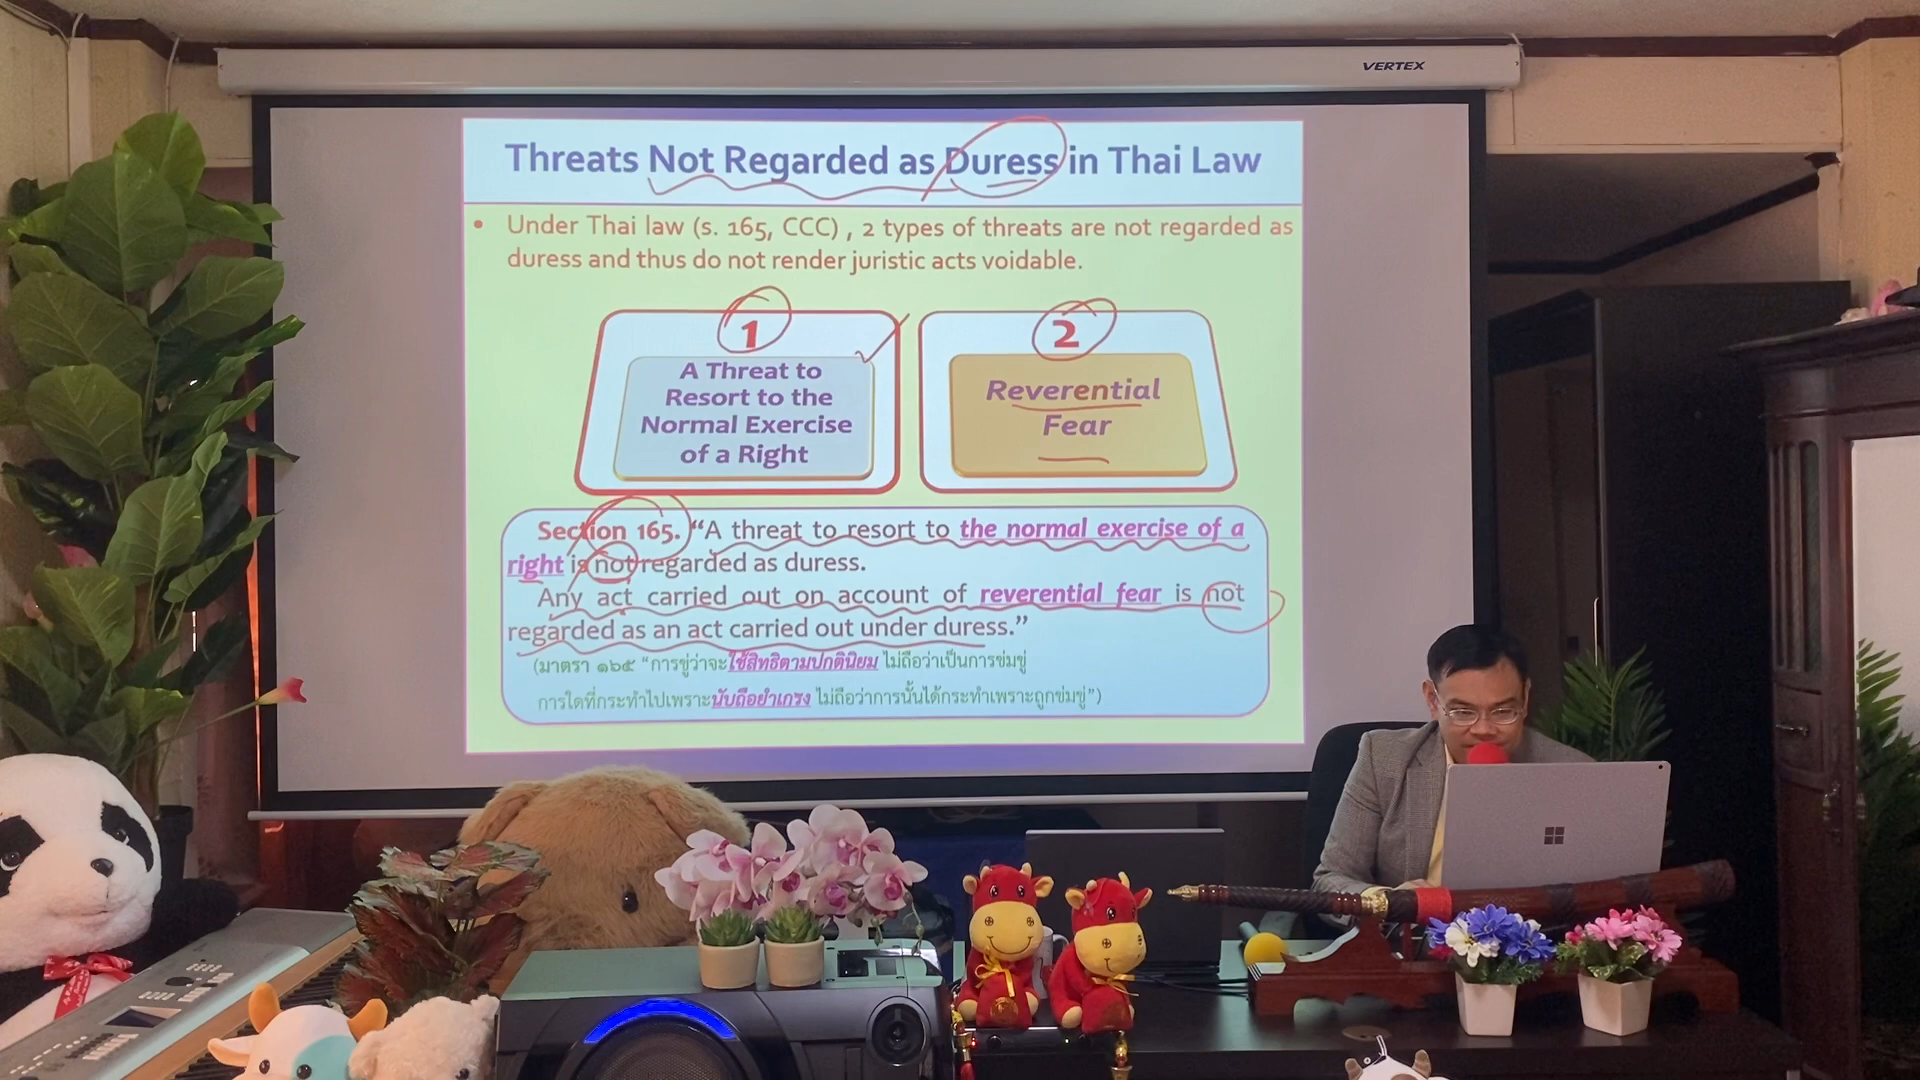 VERTEX
Threats Not Regarded as Duress in Thai Law
• Under Thai law (s. 165, CCC) , 2 types of threats are not regarded as
duress and thus do not render juristic acts voidable.
1
A Threat to
Resort to the
Normal Exercise
of a Right
2
Reverential
Fear
Section 165. “A threat to resort to the normal exercise of a
right is not regarded as duress.
Any act carried out on account of reverential fear is not
regarded as an act carried out under duress.”
(มาตรา ๑๖๕ “การขู่ว่าจะใช้สิทธิตามปกตินิยม ไม่ถือว่าเป็นการข่มขู่
การใดที่กระทำไปเพราะนับถือยำเกรง ไม่ถือว่าการนั้นได้กระทำเพราะถูกข่มขู่”)